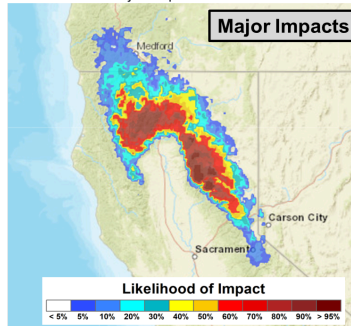 Major Impacts
Medford
Carson City
Sacramento
Likelihood of Impact
< 5% 5% 10% 20% 30% 40% 50% 60% 70% 80% 90% > 95%